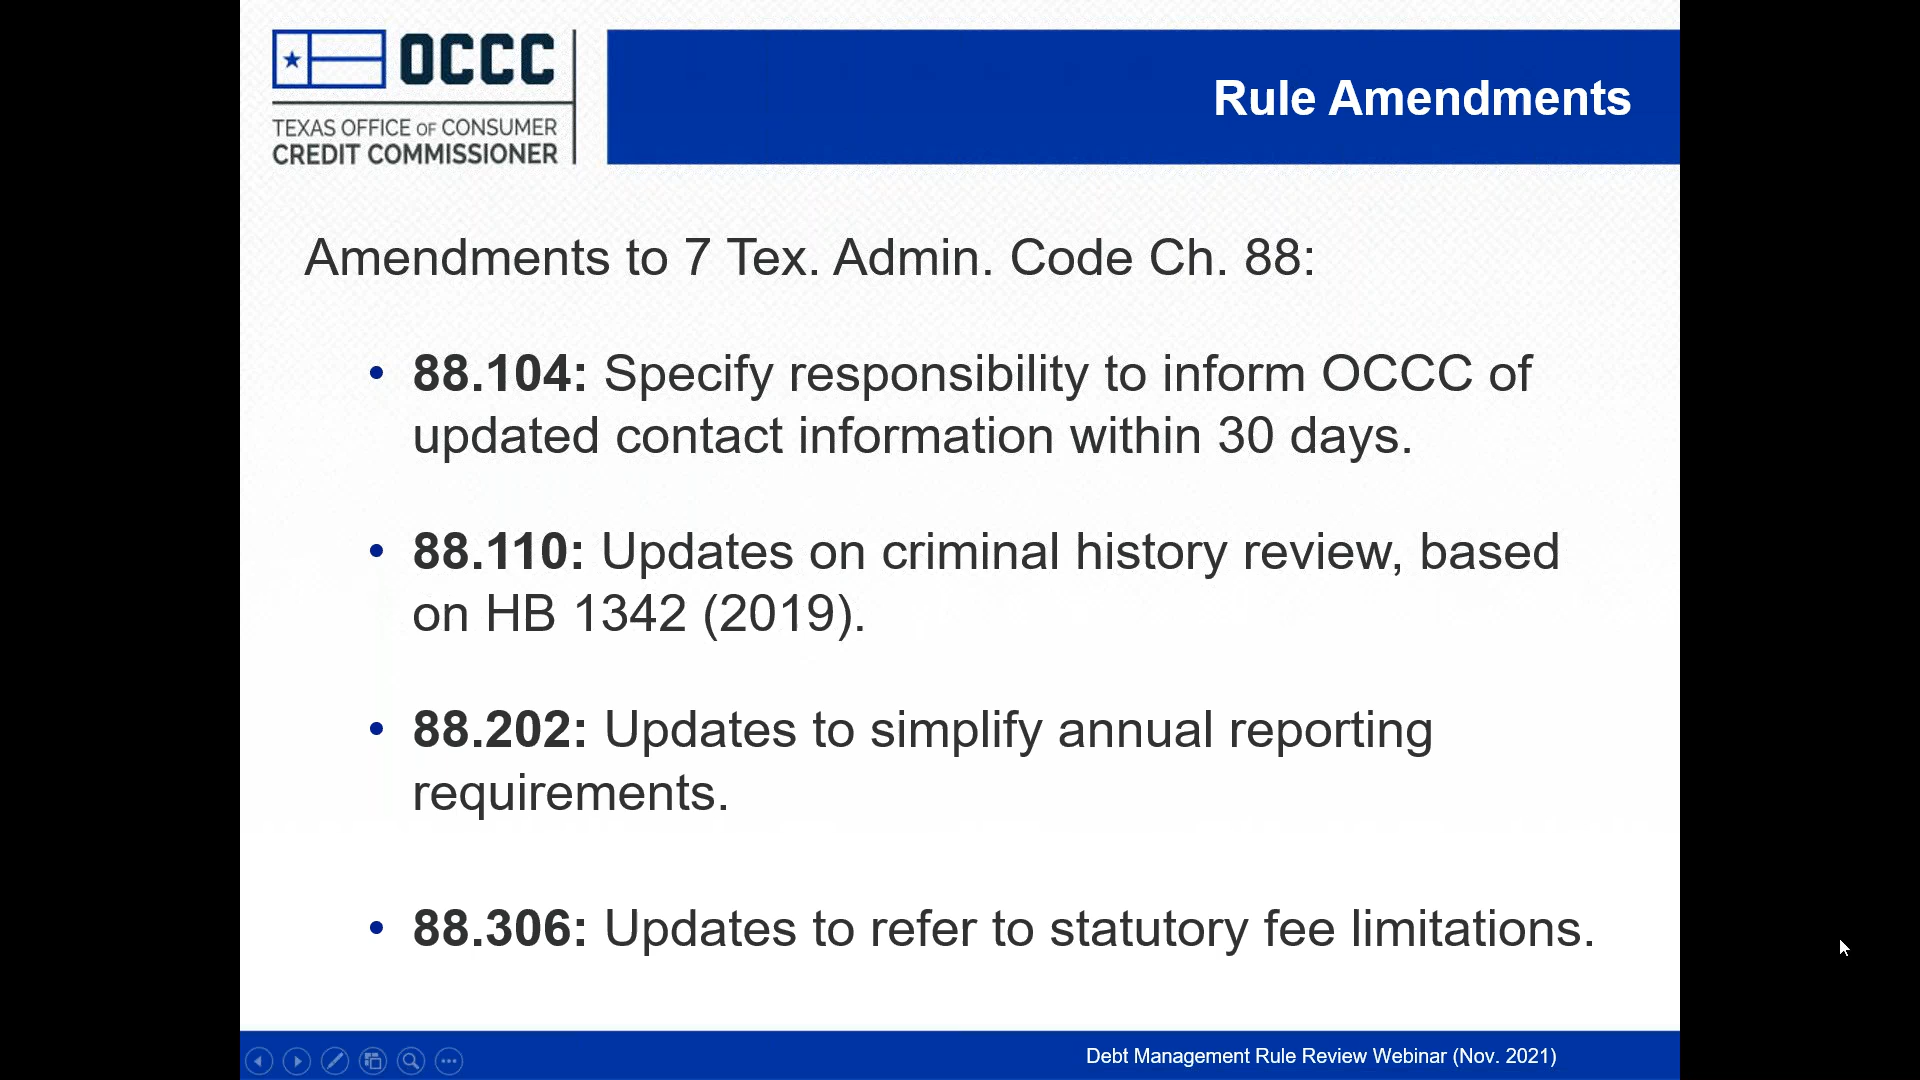 OCCC
TEXAS OFFICE OF CONSUMER
CREDIT COMMISSIONER
Rule Amendments
Amendments to 7 Tex. Admin. Code Ch. 88:
• 88.104: Specify responsibility to inform OCCC of
updated contact information within 30 days.
• 88.110: Updates on criminal history review, based
on HB 1342 (2019).
• 88.202: Updates to simplify annual reporting
requirements.
• 88.306: Updates to refer to statutory fee limitations.
Debt Management Rule Review Webinar (Nov. 2021)